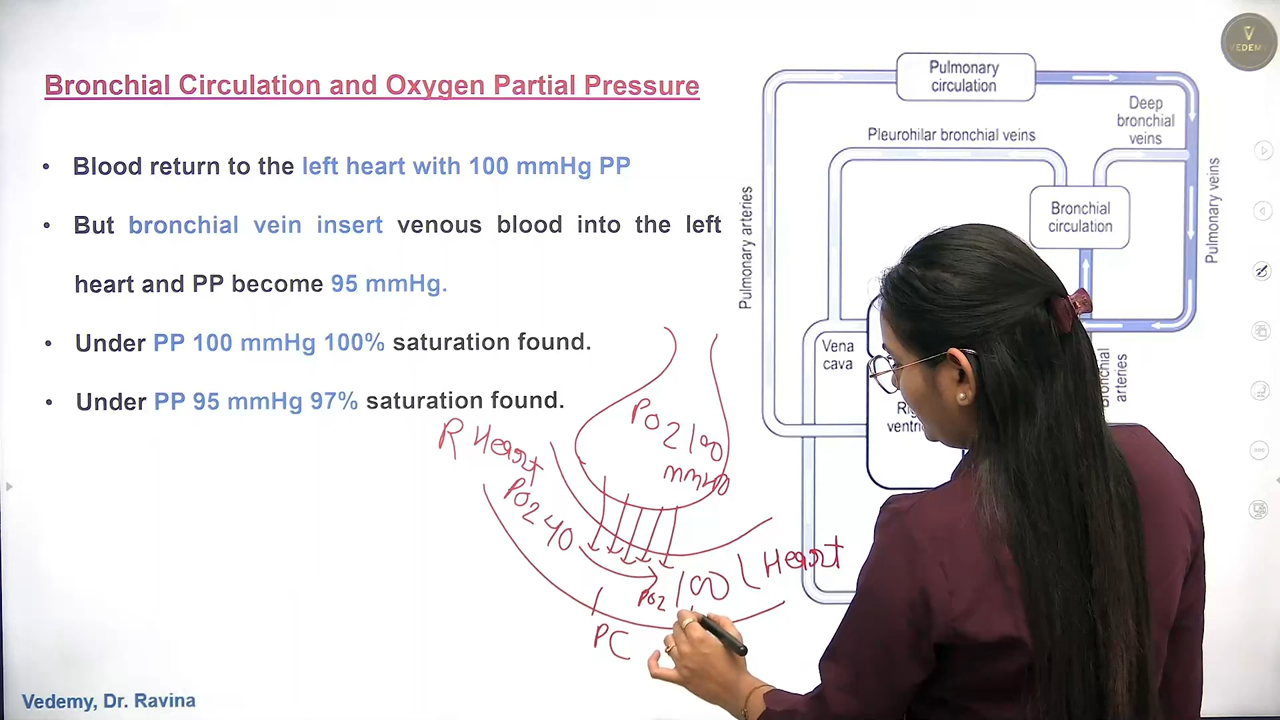 Bronchial Circulation and Oxygen Partial Pressure
• Blood return to the left heart with 100 mmHg PP
• But bronchial vein insert venous blood into the left
heart and PP become 95 mmHg.
• Under PP 100 mmHg 100% saturation found.
• Under PP 95 mmHg 97% saturation found.
Vedemy, Dr. Ravina
V
VEDEMY
Pulmonary
circulation
Deep
bronchial
veins
Pleurohilar bronchial veins
Bronchial
circulation
Pulmonary arteries
Pulmonary veins
Vena
cava
Bronchial
arteries
R Heart
PO2 40
PO2 100
mmHg
PO2 100
L Heart
PC